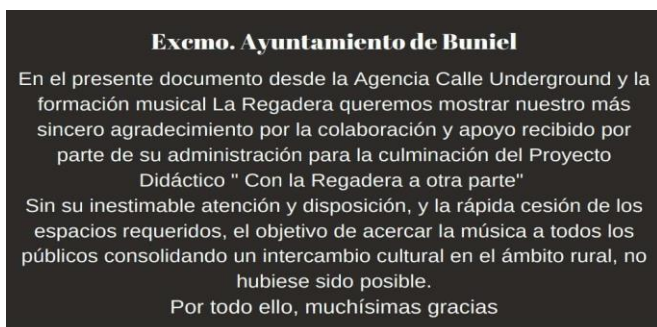 Excmo. Ayuntamiento de Buniel
En el presente documento desde la Agencia Calle Underground y la
formación musical La Regadera queremos mostrar nuestro más
sincero agradecimiento por la colaboración y apoyo recibido por
parte de su administración para la culminación del Proyecto
Didáctico " Con la Regadera a otra parte"
Sin su inestimable atención y disposición, y la rápida cesión de los
espacios requeridos, el objetivo de acercar la música a todos los
públicos consolidando un intercambio cultural en el ámbito rural, no
hubiese sido posible.
Por todo ello, muchísimas gracias